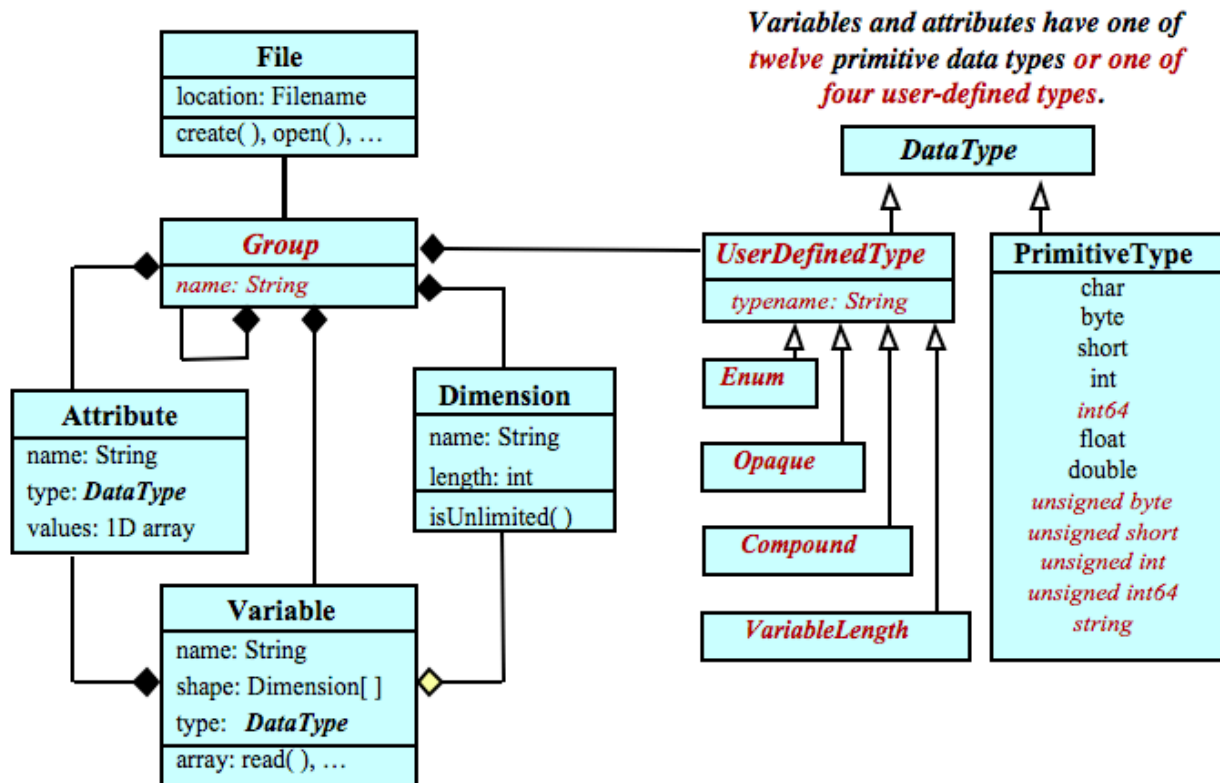 Variables and attributes have one of
twelve primitive data types or one of
four user-defined types.
File
location: Filename
create( ), open( ), …
Group
name: String
Attribute
name: String
type: DataType
values: 1D array
Dimension
name: String
length: int
isUnlimited( )
Variable
name: String
shape: Dimension[ ]
type: DataType
array: read( ), …
DataType
UserDefinedType
typename: String
Enum
Opaque
Compound
VariableLength
PrimitiveType
char
byte
short
int
int64
float
double
unsigned byte
unsigned short
unsigned int
unsigned int64
string